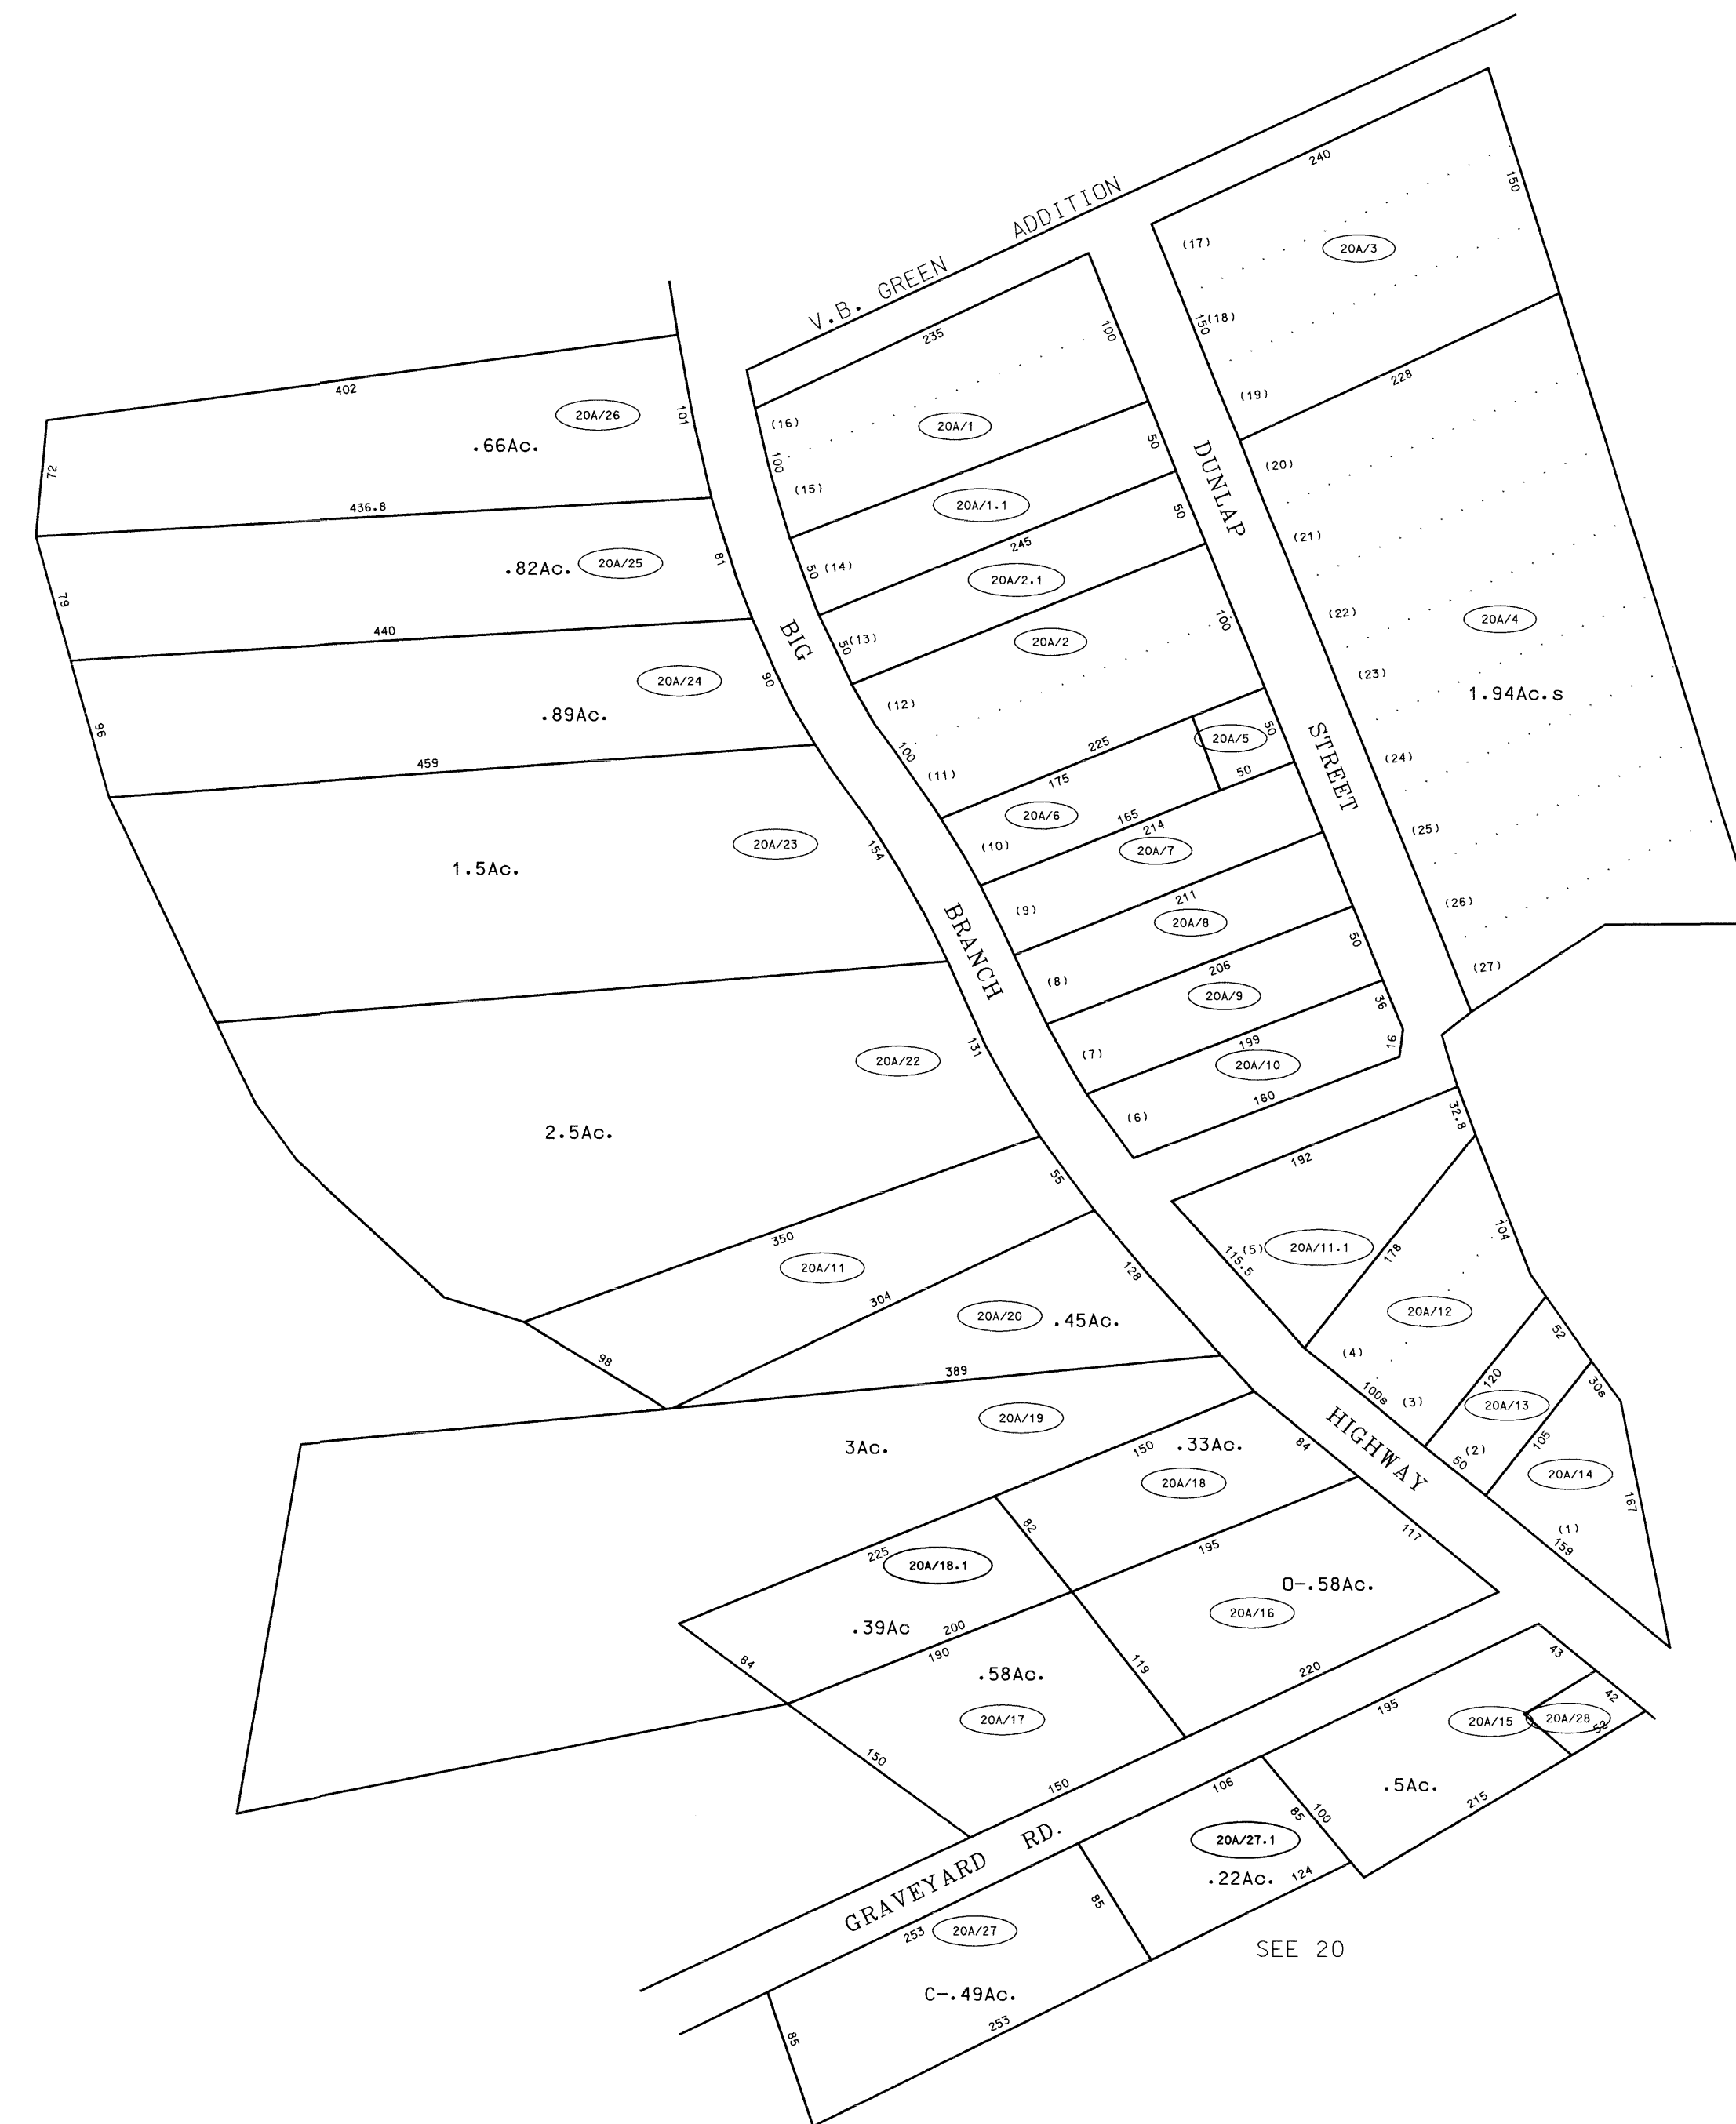 V.B. GREEN ADDITION
240
150
(17)
20A/3
150
(18)
(19)
228
235
100
(16)
20A/1
100
(15)
50
20A/1.1
50
245
50
(14)
20A/2.1
50
(13)
20A/2
100
(12)
100
(11)
225
175
20A/5
50
50
20A/6
165
(10)
214
20A/7
(9)
211
20A/8
(8)
206
50
20A/9
(7)
36
199
16
20A/10
180
(6)
DUNLAP STREET
(20)
(21)
(22)
20A/4
1.94Ac.s
(23)
(24)
(25)
(26)
(27)
402
20A/26
101
.66Ac.
72
436.8
81
.82Ac.
20A/25
79
440
20A/24
90
.89Ac.
96
459
20A/23
154
1.5Ac.
20A/22
131
2.5Ac.
55
350
20A/11
304
128
20A/20
.45Ac.
98
389
BIG BRANCH HIGHWAY
32.8
192
115.5
(5)
20A/11.1
178
104
20A/12
(4)
100s
(3)
52
120
20A/13
30s
(2)
50
105
20A/14
167
(1)
159
20A/19
3Ac.
150
.33Ac.
84
20A/18
82
225
20A/18.1
195
117
.39Ac
200
190
84
O-.58Ac.
20A/16
.58Ac.
119
220
20A/17
150
150
GRAVEYARD RD.
43
195
42
20A/15
20A/28
52
.5Ac.
215
106
85
100
20A/27.1
.22Ac.
124
85
253
20A/27
C-.49Ac.
253
85
SEE 20